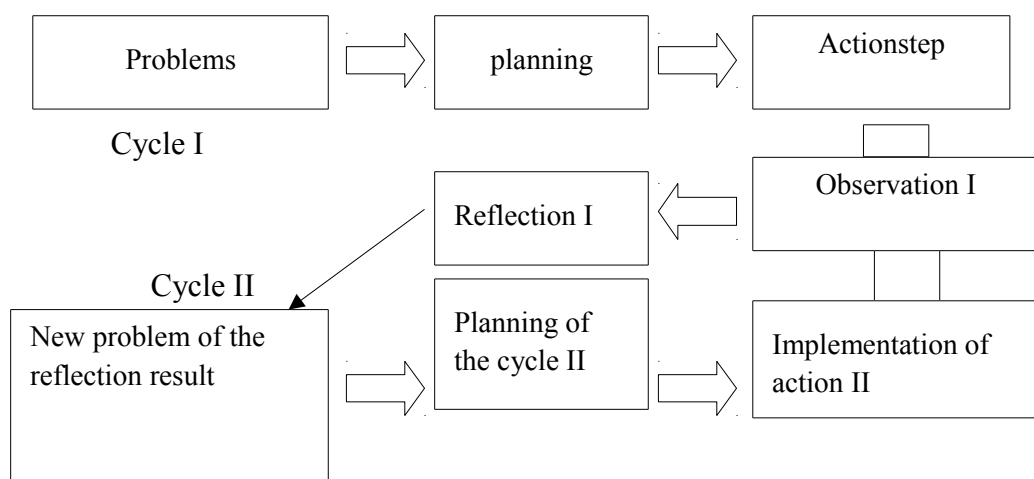 Problems
planning
Actionstep
Cycle I
Observation I
Reflection I
Cycle II
New problem of the
reflection result
Planning of
the cycle II
Implementation of
action II